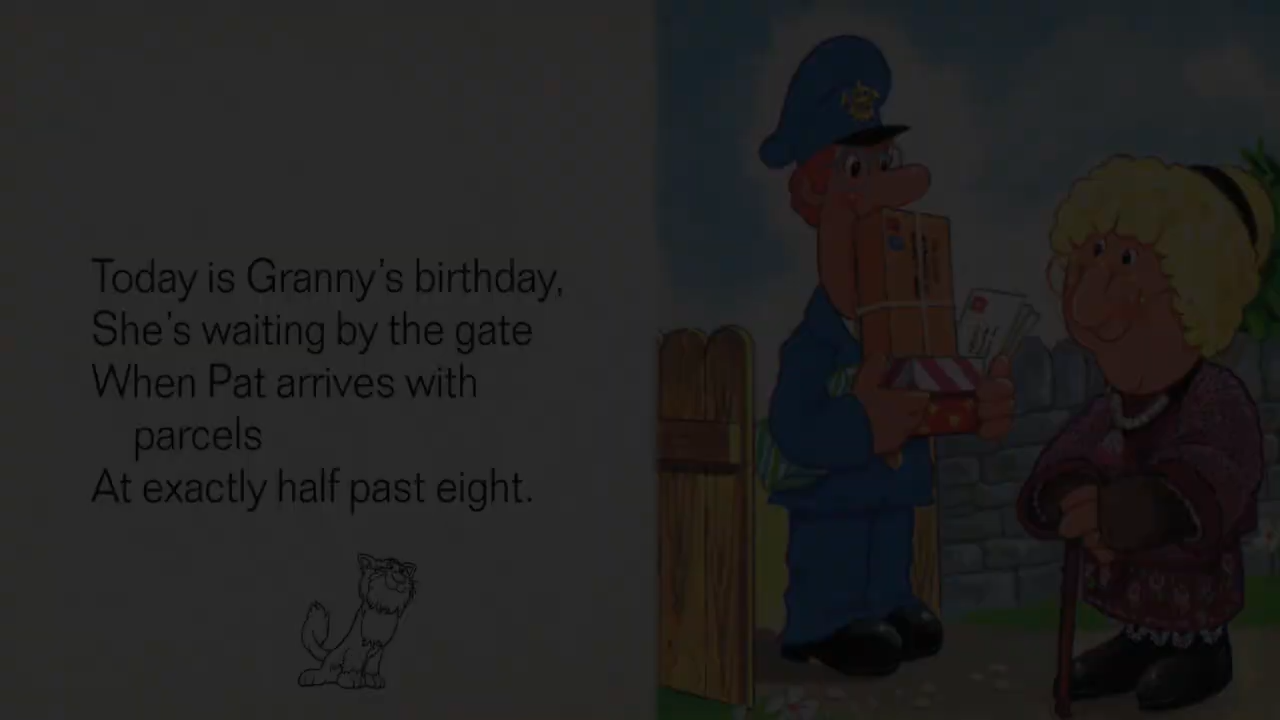 Today is Granny's birthday,
She's waiting by the gate
When Pat arrives with
parcels
At exactly half past eight.